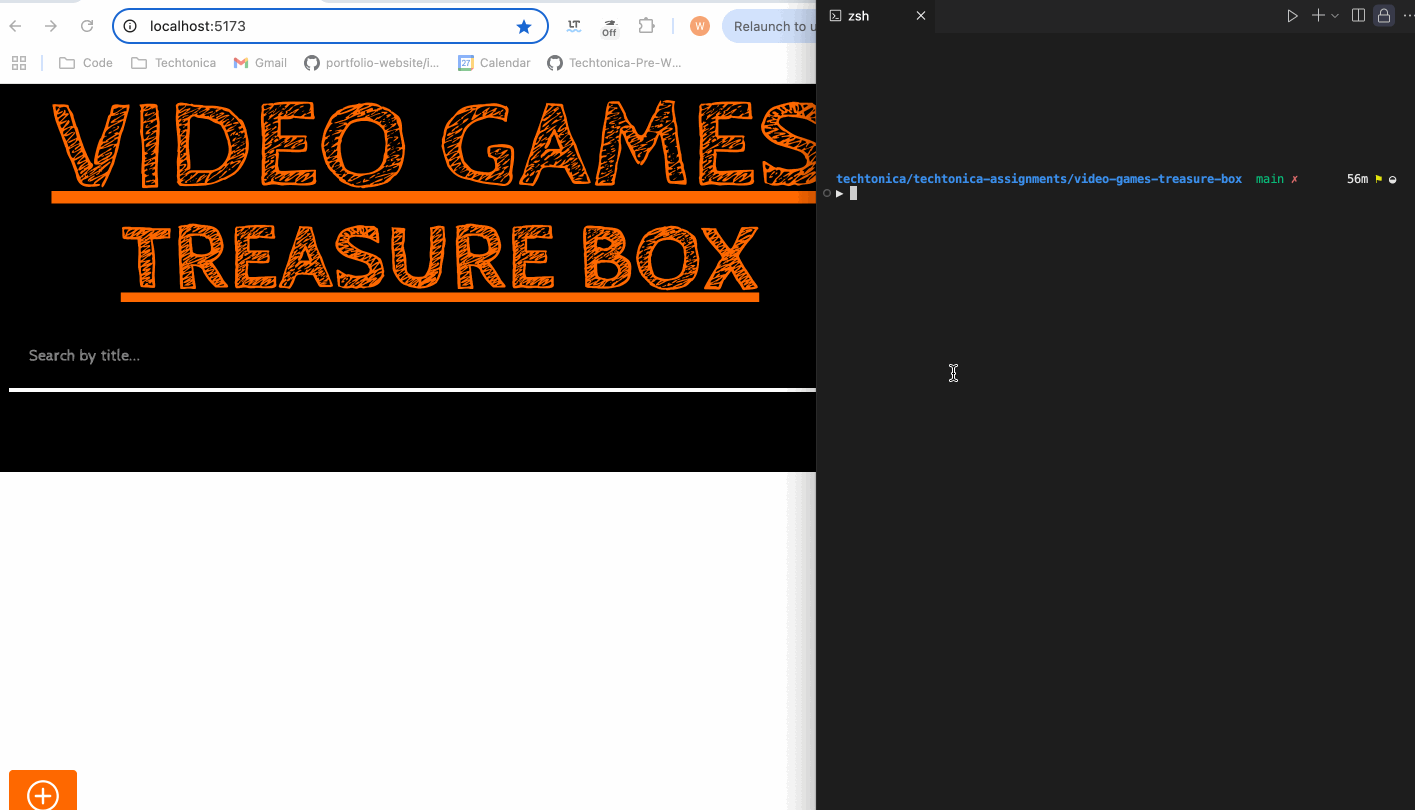 localhost:5173
LT
Off
W
Relaunch to u
Code
Techtonica
Gmail
portfolio-website/i...
27
Calendar
Techtonica-Pre-W...
VIDEO GAMES
TREASURE BOX
Search by title...
zsh
techtonica/techtonica-assignments/video-games-treasure-box main ✗ 56m